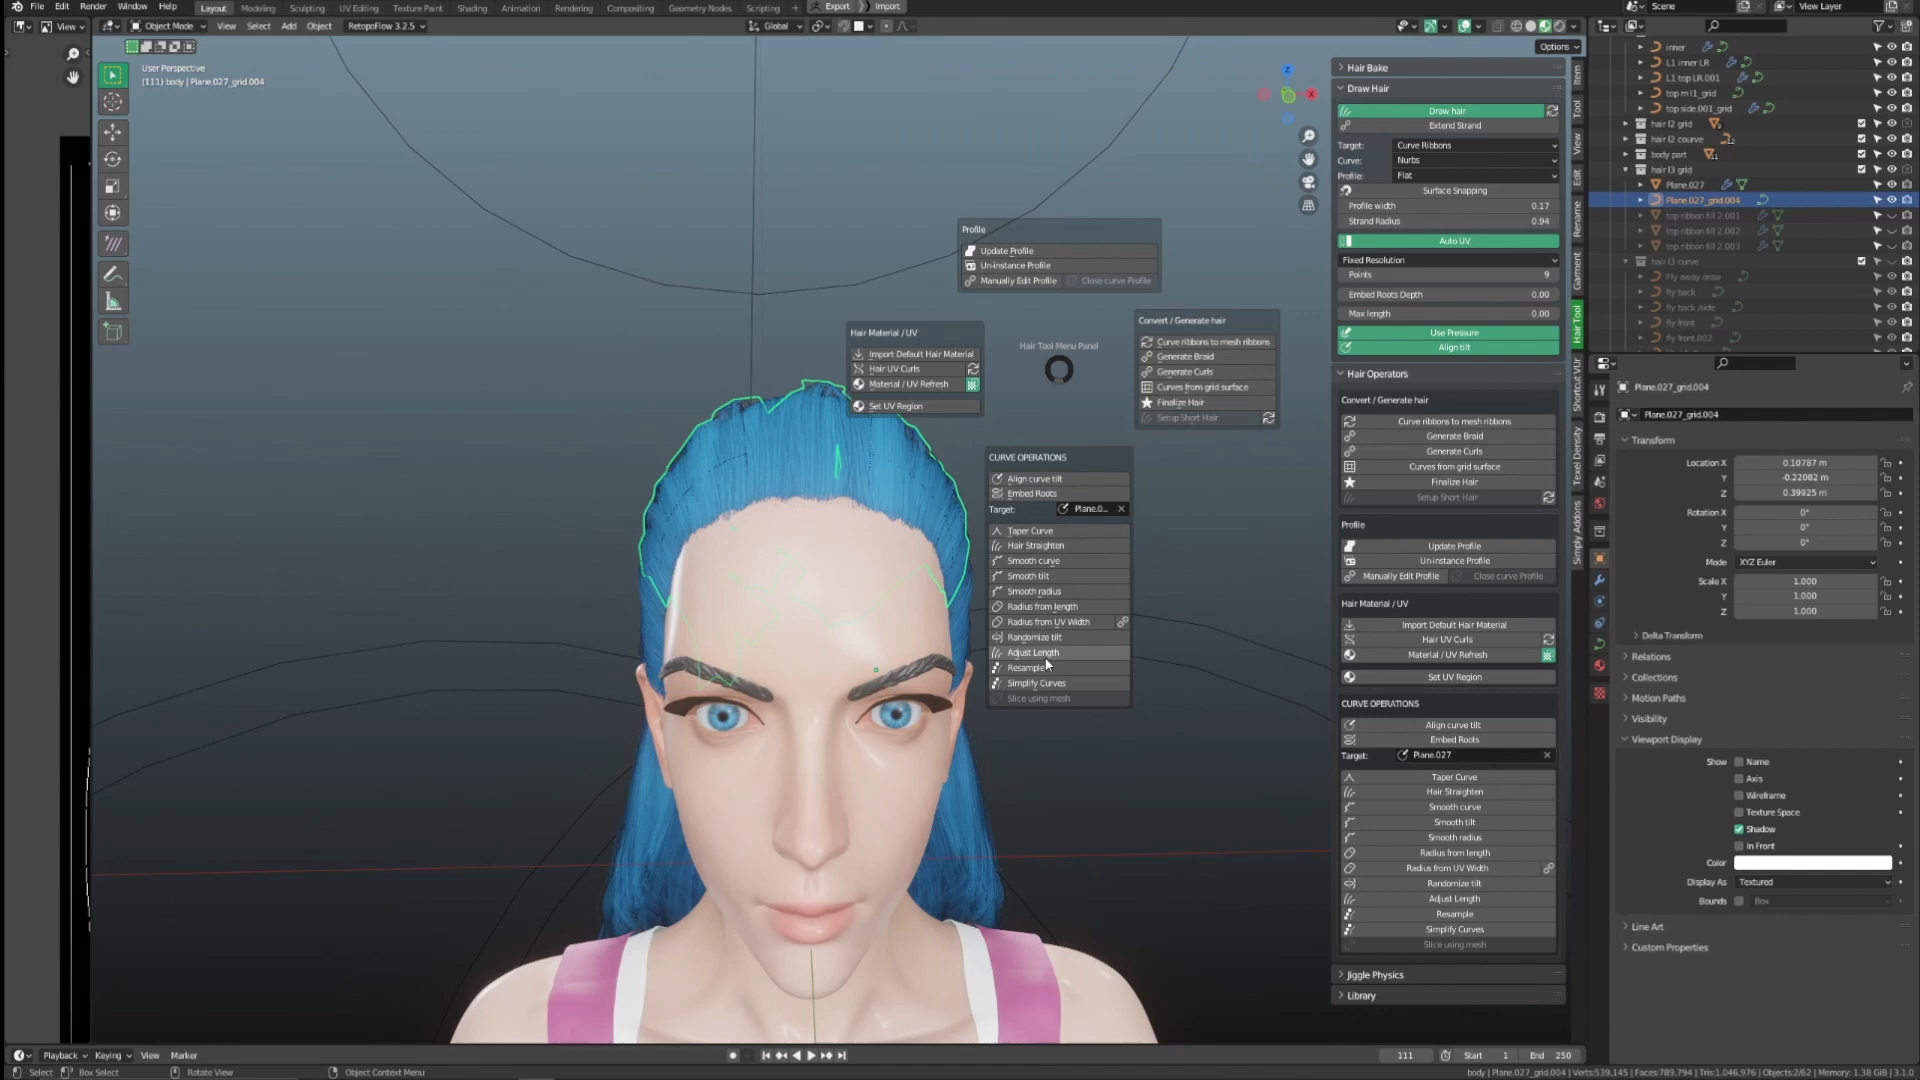 File Edit Render Window Help Layout Modeling Sculpting UV Editing Texture Paint Shading Animation Rendering Compositing Geometry Nodes Scripting + Export Import Scene View Layer
View Object Mode View Select Add Object RetopoFlow 3.2.5 Global
Options
User Perspective
(111) body | Plane.027_grid.004
Z
X
Profile
Update Profile
Un-instance Profile
Manually Edit Profile Close curve Profile
Hair Material / UV
Import Default Hair Material
Hair UV Curls
Material / UV Refresh
Set UV Region
Hair Tool Menu Panel
Convert / Generate hair
Curve ribbons to mesh ribbons
Generate Braid
Generate Curls
Curves from grid surface
Finalize Hair
Setup Short Hair
CURVE OPERATIONS
Align curve tilt
Embed Roots
Target: Plane.0...
Taper Curve
Hair Straighten
Smooth curve
Smooth tilt
Smooth radius
Radius from length
Radius from UV Width
Randomize tilt
Adjust Length
Resample
Simplify Curves
Slice using mesh
Hair Bake
Draw Hair
Draw hair
Extend Strand
Target: Curve Ribbons
Curve: Nurbs
Profile: Flat
Surface Snapping
Profile width 0.17
Strand Radius 0.94
Auto UV
Fixed Resolution
Points 9
Embed Roots Depth 0.00
Max length 0.00
Use Pressure
Align tilt
Hair Operators
Convert / Generate hair
Curve ribbons to mesh ribbons
Generate Braid
Generate Curls
Curves from grid surface
Finalize Hair
Setup Short Hair
Profile
Update Profile
Un-instance Profile
Manually Edit Profile Close curve Profile
Hair Material / UV
Import Default Hair Material
Hair UV Curls
Material / UV Refresh
Set UV Region
CURVE OPERATIONS
Align curve tilt
Embed Roots
Target: Plane.027
Taper Curve
Hair Straighten
Smooth curve
Smooth tilt
Smooth radius
Radius from length
Radius from UV Width
Randomize tilt
Adjust Length
Resample
Simplify Curves
Slice using mesh
Jiggle Physics
Library
Item
Tool
View
Edit
Rename
Garment
Hair Tool
Shortcut VUr
Texel Density
Simply Addons
inner
L1 inner LR
L1 top LR.001
top m l1_grid
top side.001_grid
hair l2 grid
hair l2 courve 12
body part 11
hair l3 grid
Plane.027
Plane.027_grid.004
top ribbon fill 2.001
top ribbon fill 2.002
top ribbon fill 2.003
hair l3 curve
Fly away draw
fly back
fly back /side
fly front
fly front.002
Plane.027_grid.004
Plane.027_grid.004
Transform
Location X 0.10787 m
Y -0.22082 m
Z 0.39925 m
Rotation X 0°
Y 0°
Z 0°
Mode XYZ Euler
Scale X 1.000
Y 1.000
Z 1.000
Delta Transform
Relations
Collections
Motion Paths
Visibility
Viewport Display
Show Name
Axis
Wireframe
Texture Space
Shadow
In Front
Color
Display As Textured
Bounds Box
Line Art
Custom Properties
Playback Keying View Marker 111 Start 1 End 250
Select Box Select Rotate View Object Context Menu body | Plane.027_grid.004 | Verts:539,145 | Faces:789,794 | Tris:1,046,976 | Objects:2/62 | Memory: 1.38 GiB | 3.1.0